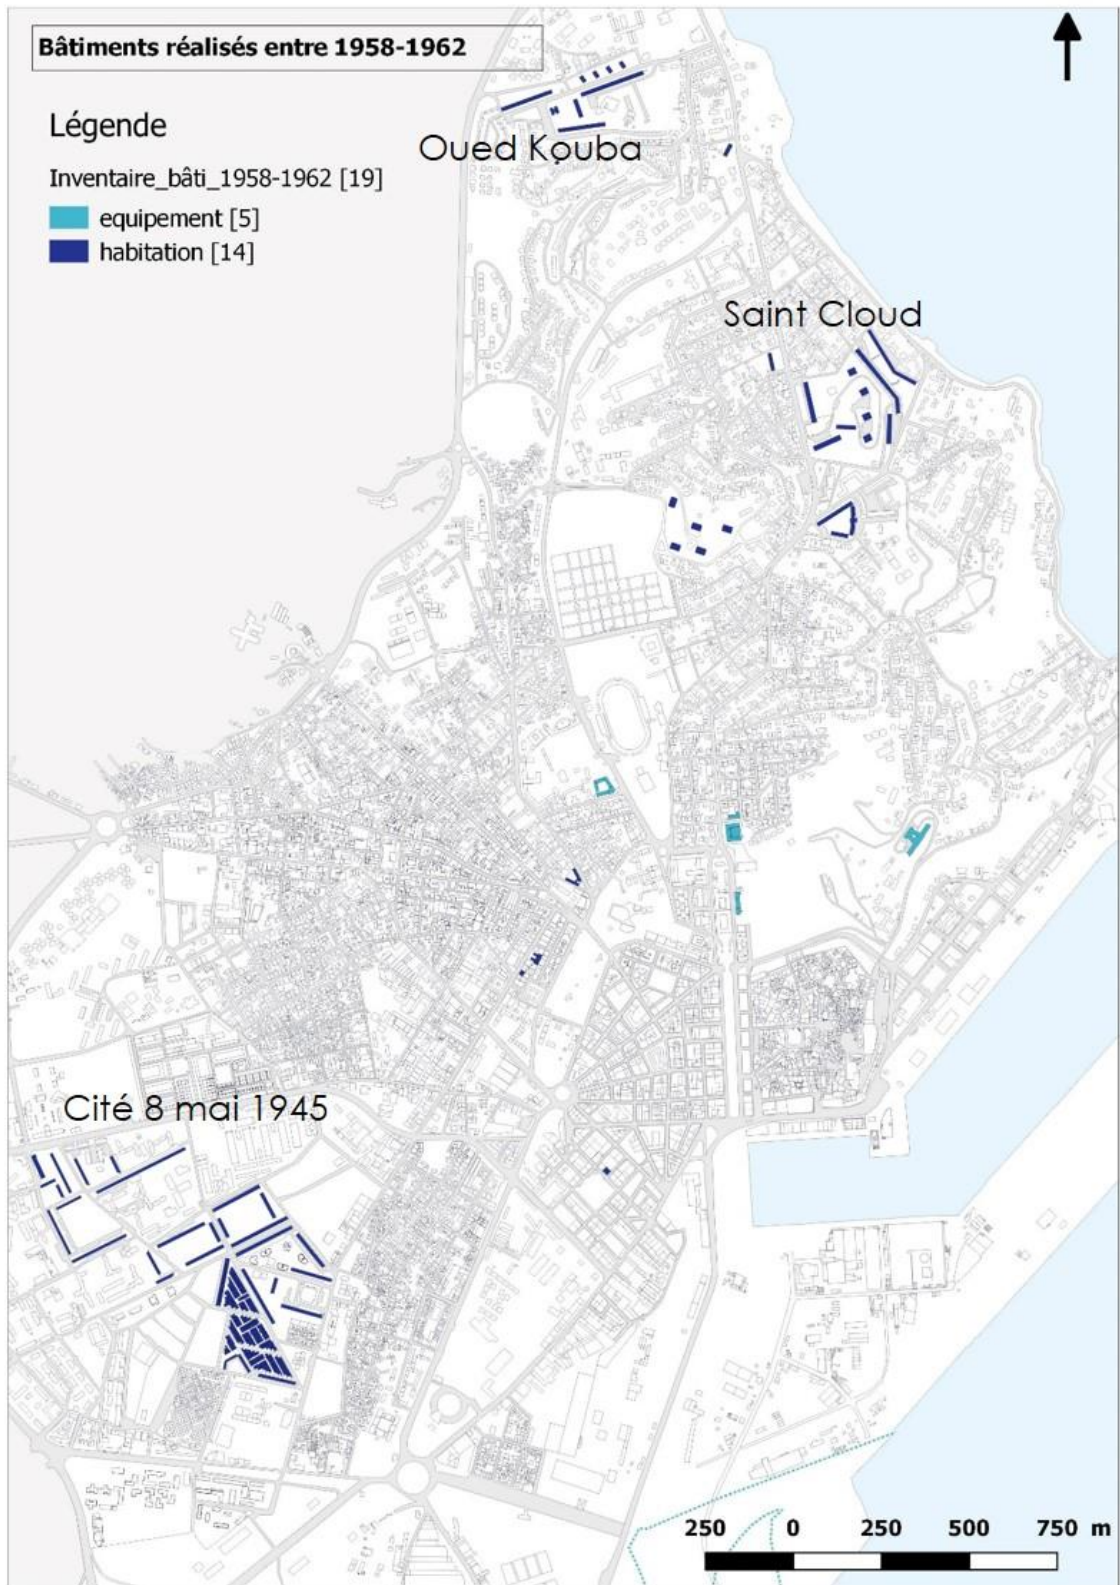 Bâtiments réalisés entre 1958-1962
Légende
Inventaire_bâti_1958-1962 [19]
equipement [5]
habitation [14]
Oued Kouba
Saint Cloud
Cité 8 mai 1945
250 0 250 500 750 m